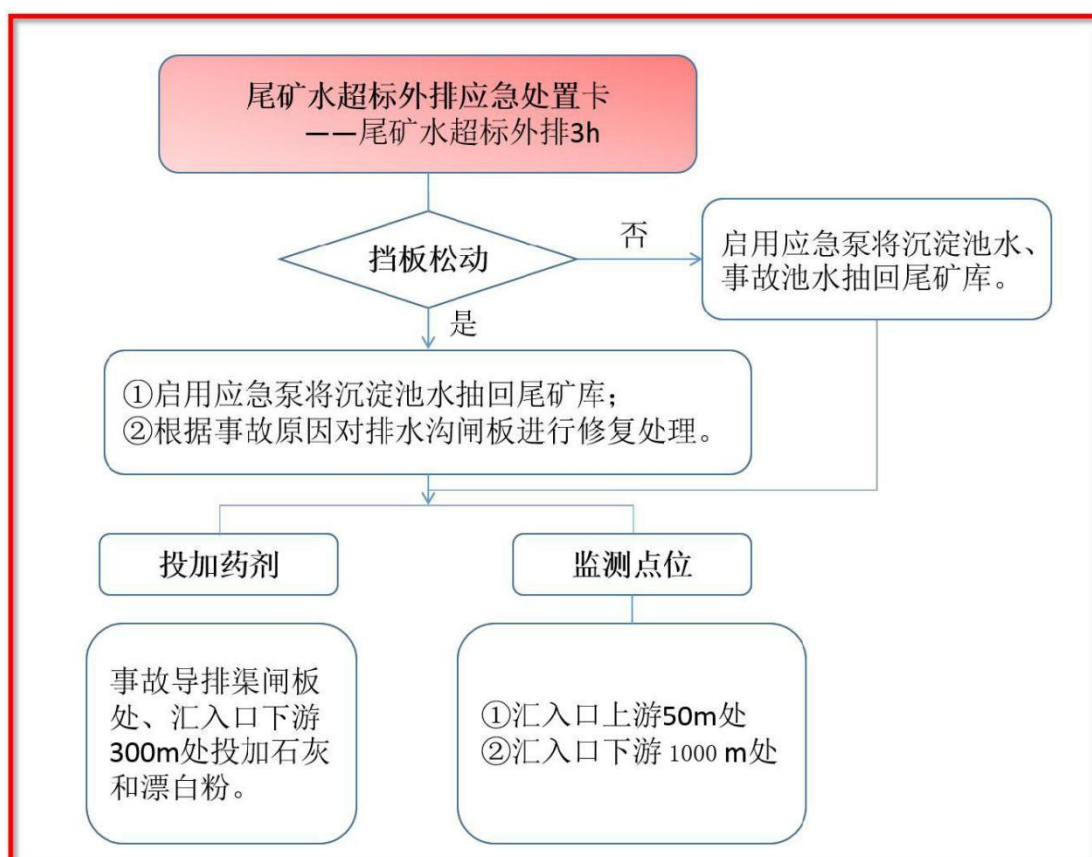 尾矿水超标外排应急处置卡
——尾矿水超标外排3h
挡板松动
否
启用应急泵将沉淀池水、
事故池水抽回尾矿库。
是
①启用应急泵将沉淀池水抽回尾矿库；
②根据事故原因对排水沟闸板进行修复处理。
投加药剂
监测点位
事故导排渠闸板
处、汇入口下游
300m处投加石灰
和漂白粉。
①汇入口上游50m处
②汇入口下游 1000 m处